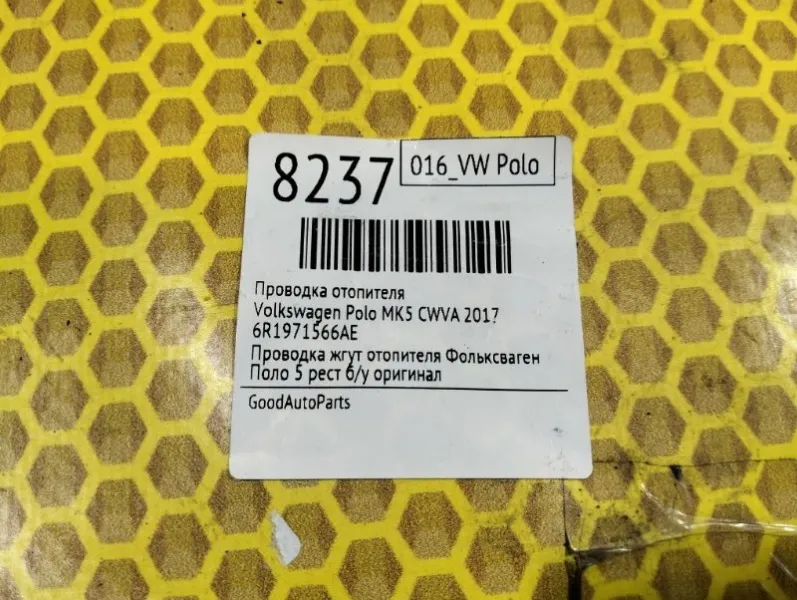 8237
016_VW Polo
Проводка отопителя
Volkswagen Polo MK5 CWVA 2017
6R1971566AE
Проводка жгут отопителя Фольксваген
Поло 5 рест б/у оригинал
GoodAutoParts